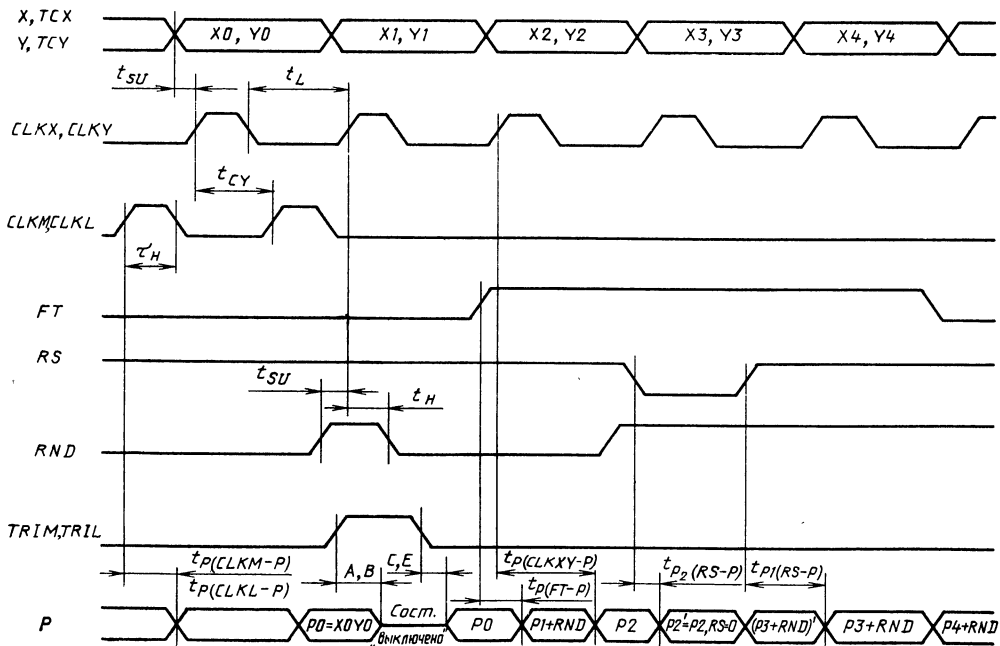 X, TCX
Y, TCY
X0, Y0
X1, Y1
X2, Y2
X3, Y3
X4, Y4
tSU
tL
CLKX, CLKY
tCY
CLKM, CLKL
τH
FT
RS
tSU
tH
RND
TRIM, TRIL
tP(CLKM-P)
tP(CLKL-P)
A, B
C, E
tP(CLKXY-P)
tP(FT-P)
tP2(RS-P)
tP1(RS-P)
P
P0=X0Y0
Сост.
"выключено"
P0
P1+RND
P2
P2'=P2, RS=0
(P3+RND)'
P3+RND
P4+RND